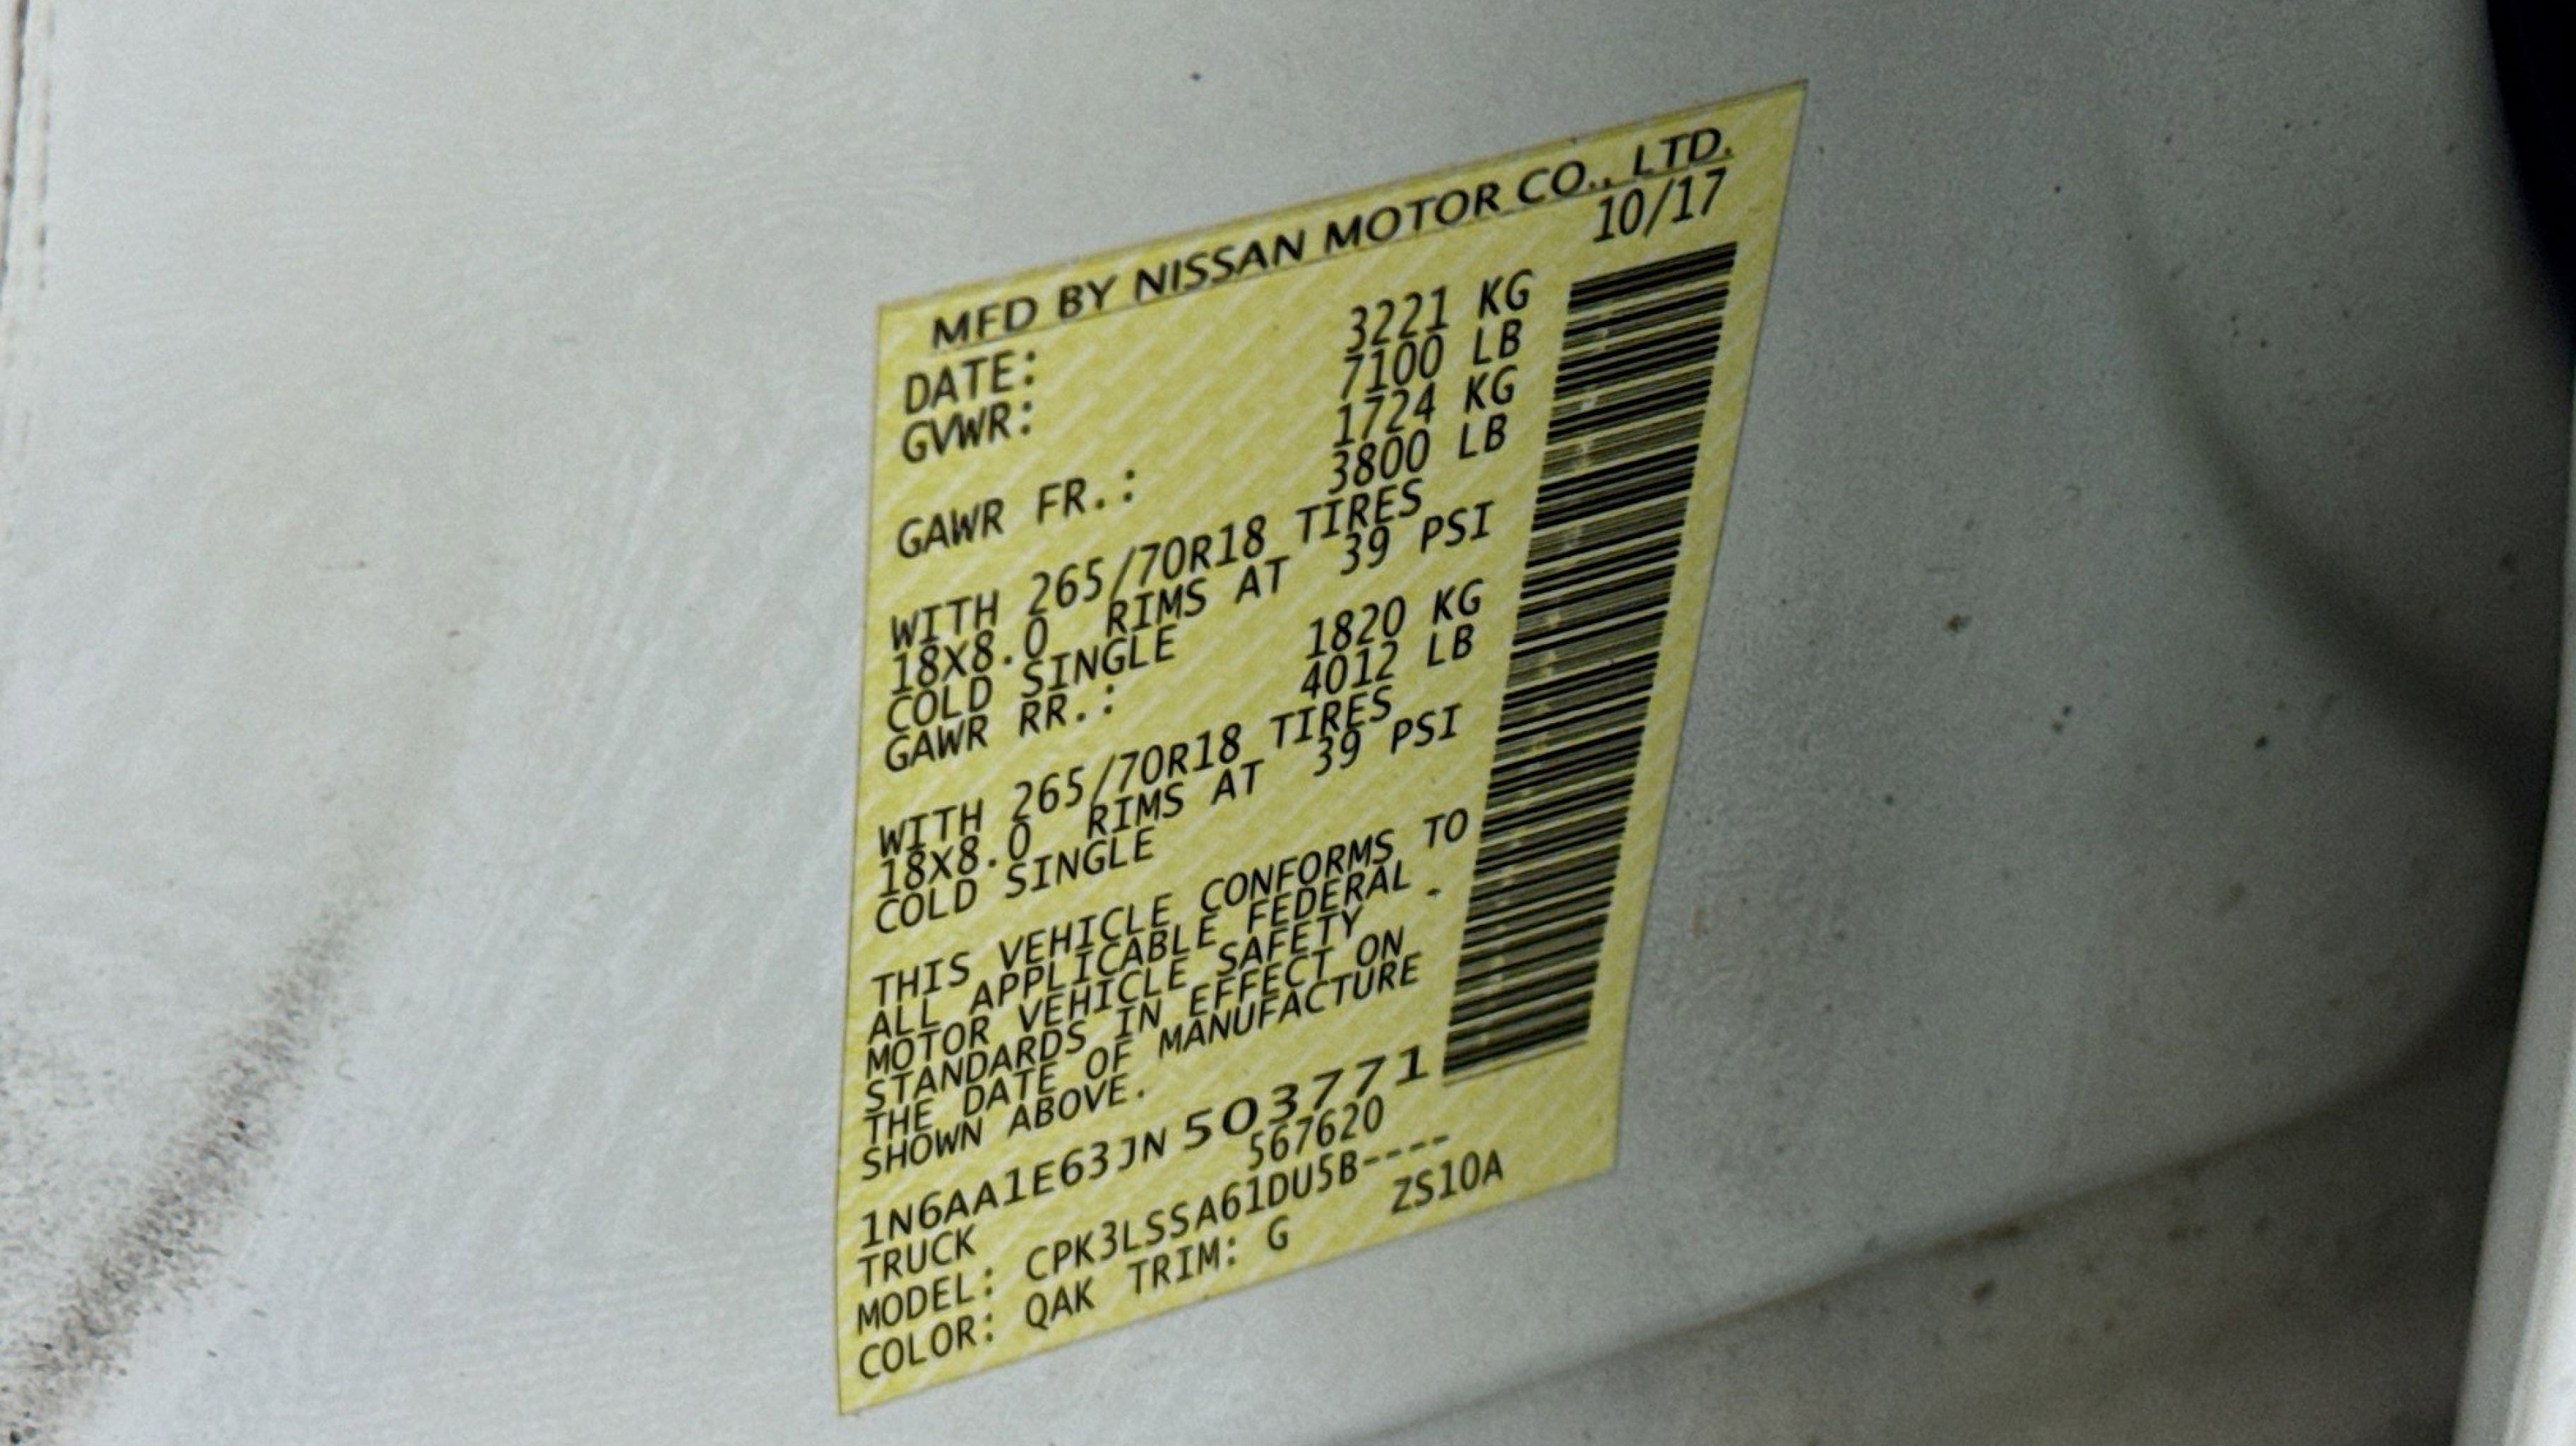 MFD BY NISSAN MOTOR CO., LTD.
DATE: 10/17
GVWR: 3221 KG
7100 LB
GAWR FR.: 1724 KG
3800 LB
WITH 265/70R18 TIRES
18X8.0 RIMS AT 39 PSI
COLD SINGLE
GAWR RR.: 1820 KG
4012 LB
WITH 265/70R18 TIRES
18X8.0 RIMS AT 39 PSI
COLD SINGLE
THIS VEHICLE CONFORMS TO
ALL APPLICABLE FEDERAL
MOTOR VEHICLE SAFETY
STANDARDS IN EFFECT ON
THE DATE OF MANUFACTURE
SHOWN ABOVE.
1N6AA1E63JN 503771
TRUCK 567620
MODEL: CPK3LSSA61DU5B----
COLOR: QAK TRIM: G ZS10A